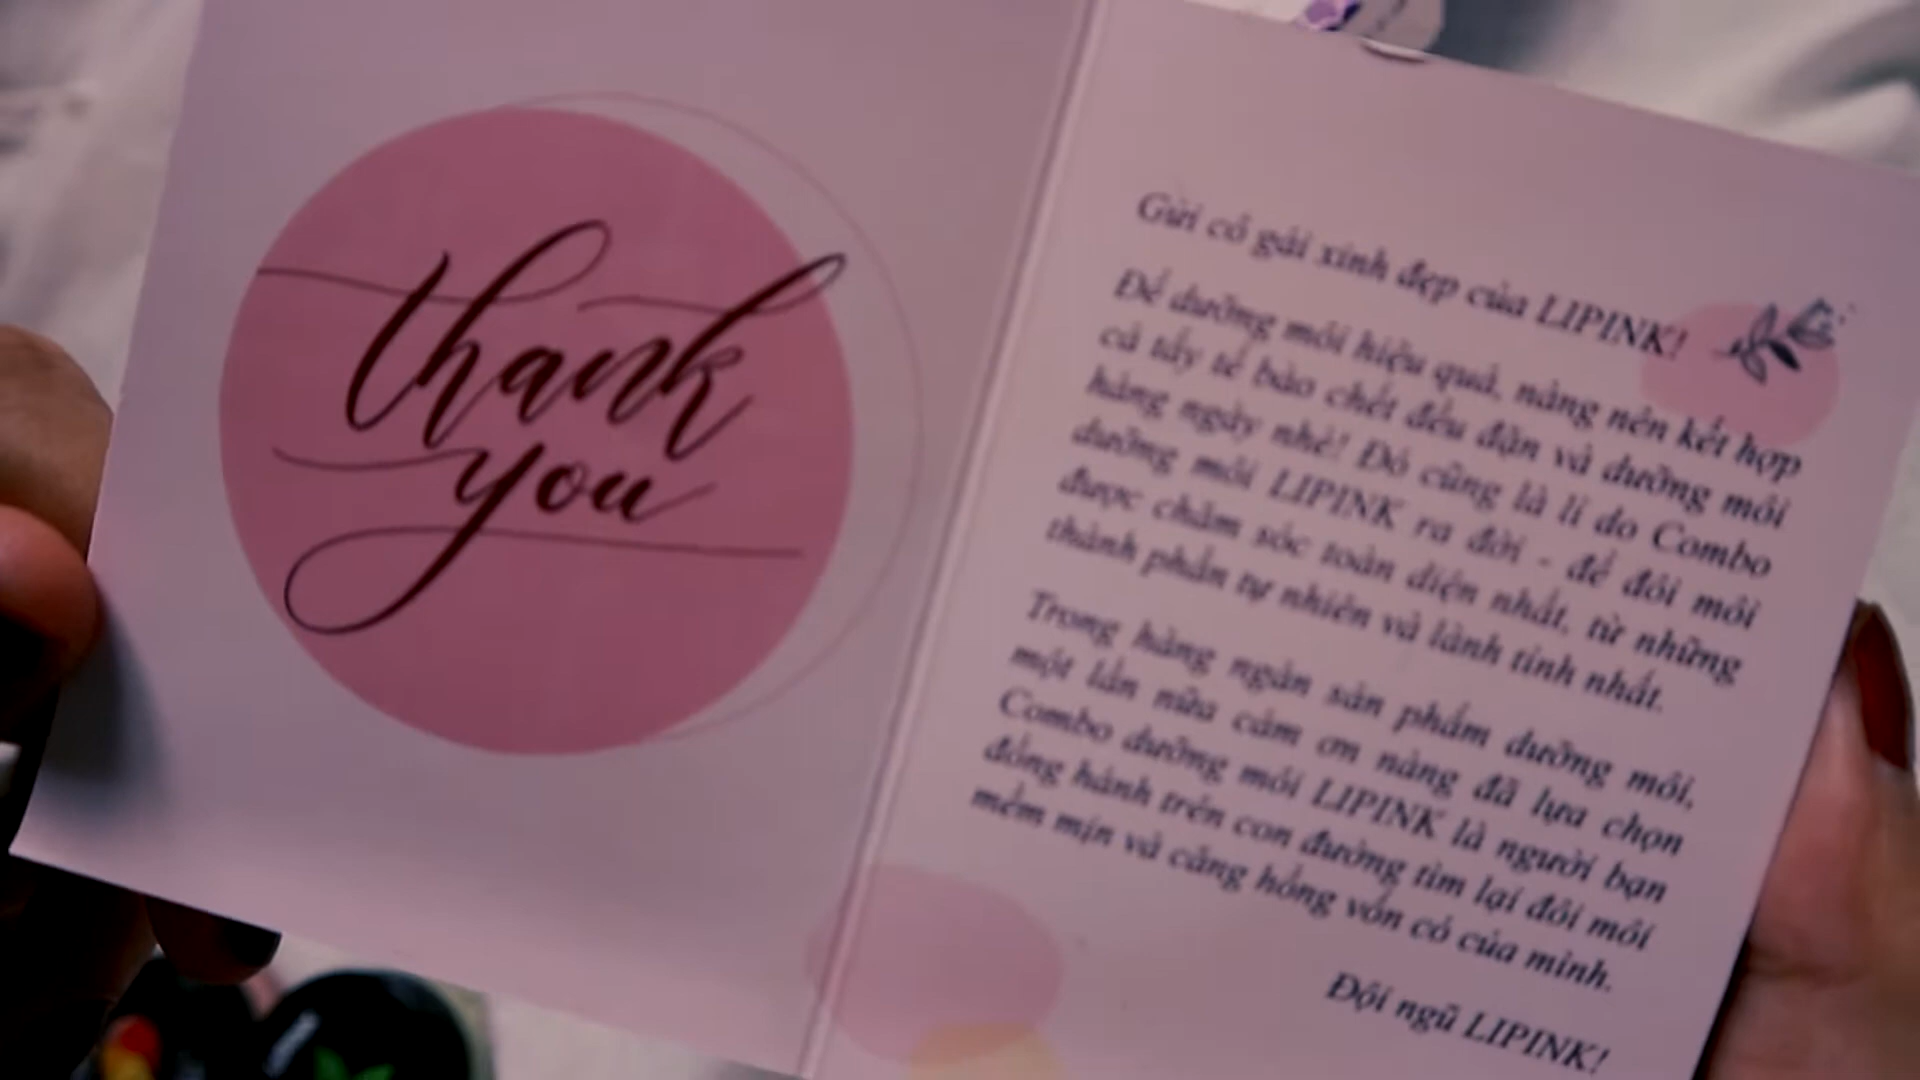 thank
you
Gửi cô gái xinh đẹp của LIPINK!
Để dưỡng môi hiệu quả, nàng nên kết hợp
cả tẩy tế bào chết đều đặn và dưỡng môi
hàng ngày nhé! Đó cũng là lí do Combo
dưỡng môi LIPINK ra đời - để đôi môi
được chăm sóc toàn diện nhất, từ những
thành phần tự nhiên và lành tính nhất.
Trong hàng ngàn sản phẩm dưỡng môi,
một lần nữa cảm ơn nàng đã lựa chọn
Combo dưỡng môi LIPINK là người bạn
đồng hành trên con đường tìm lại đôi môi
mềm mịn và căng hồng vốn có của mình.
Đội ngũ LIPINK!